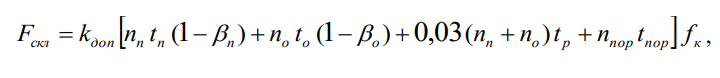 F_скл = k_доп [n_п t_п (1 − β_п) + n_о t_о (1 − β_о) + 0,03 (n_п + n_о) t_р + n_пор t_пор] f_к ,